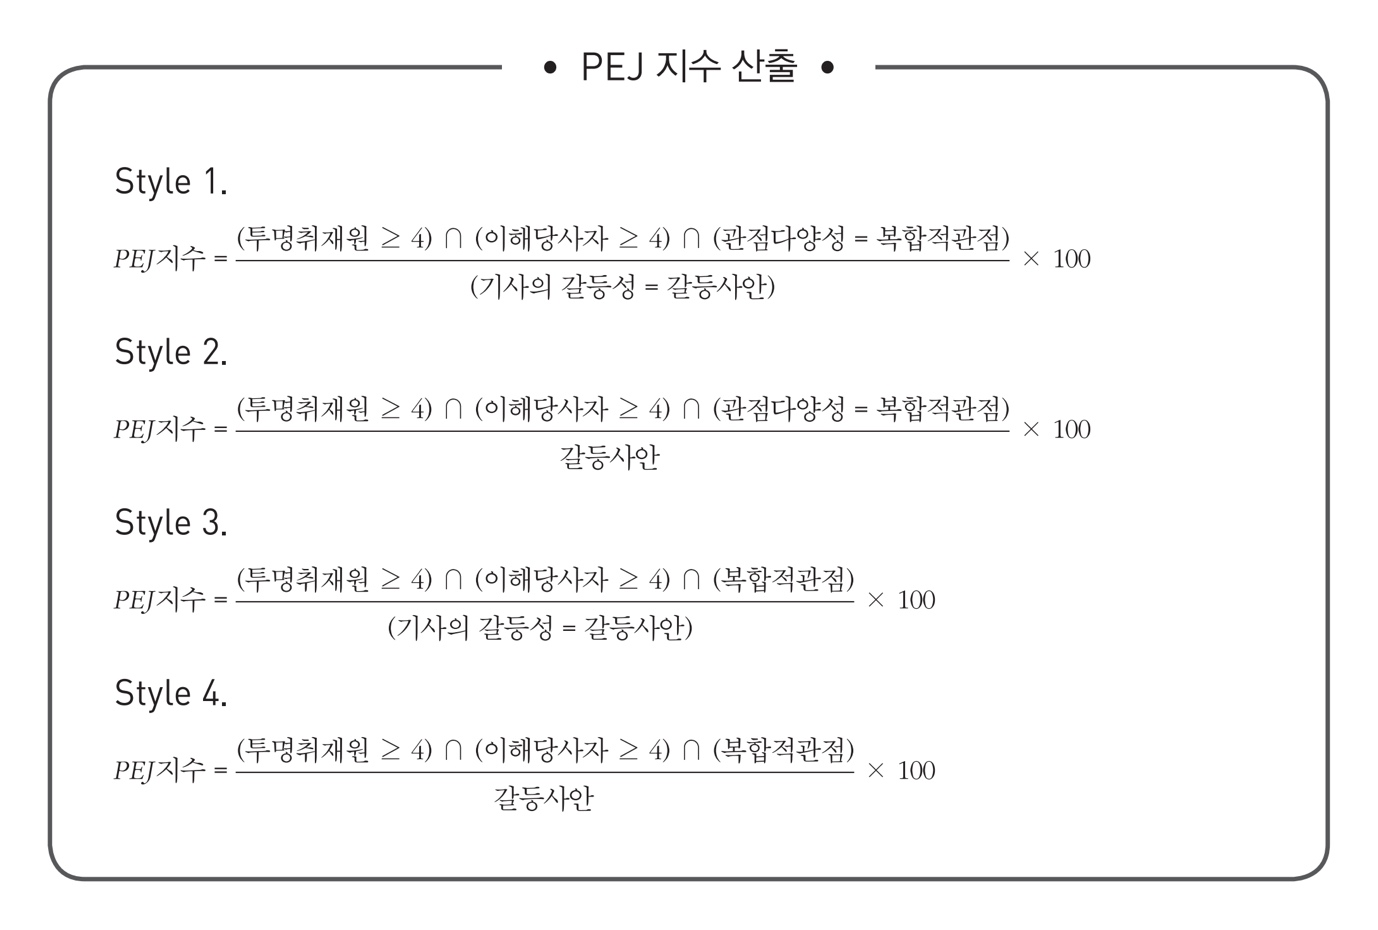 • PEJ 지수 산출 •
Style 1.
PEJ지수 = (투명취재원 ≥ 4) ∩ (이해당사자 ≥ 4) ∩ (관점다양성 = 복합적관점) × 100
(기사의 갈등성 = 갈등사안)
Style 2.
PEJ지수 = (투명취재원 ≥ 4) ∩ (이해당사자 ≥ 4) ∩ (관점다양성 = 복합적관점) × 100
갈등사안
Style 3.
PEJ지수 = (투명취재원 ≥ 4) ∩ (이해당사자 ≥ 4) ∩ (복합적관점) × 100
(기사의 갈등성 = 갈등사안)
Style 4.
PEJ지수 = (투명취재원 ≥ 4) ∩ (이해당사자 ≥ 4) ∩ (복합적관점) × 100
갈등사안